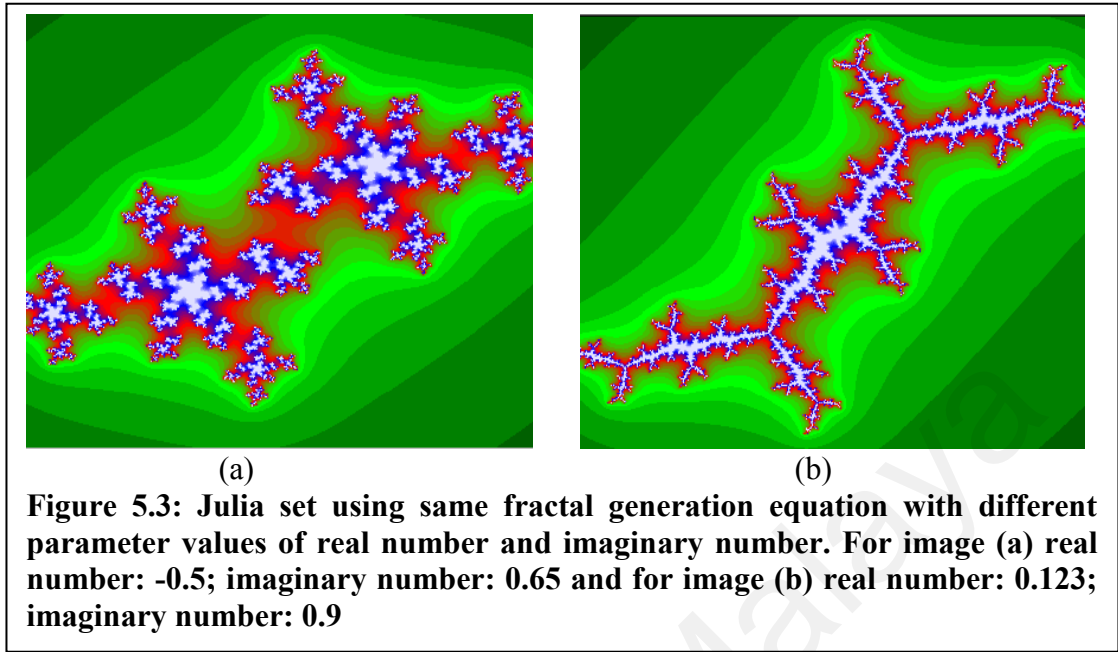 (a) (b)
Figure 5.3: Julia set using same fractal generation equation with different
parameter values of real number and imaginary number. For image (a) real
number: -0.5; imaginary number: 0.65 and for image (b) real number: 0.123;
imaginary number: 0.9
Malaya